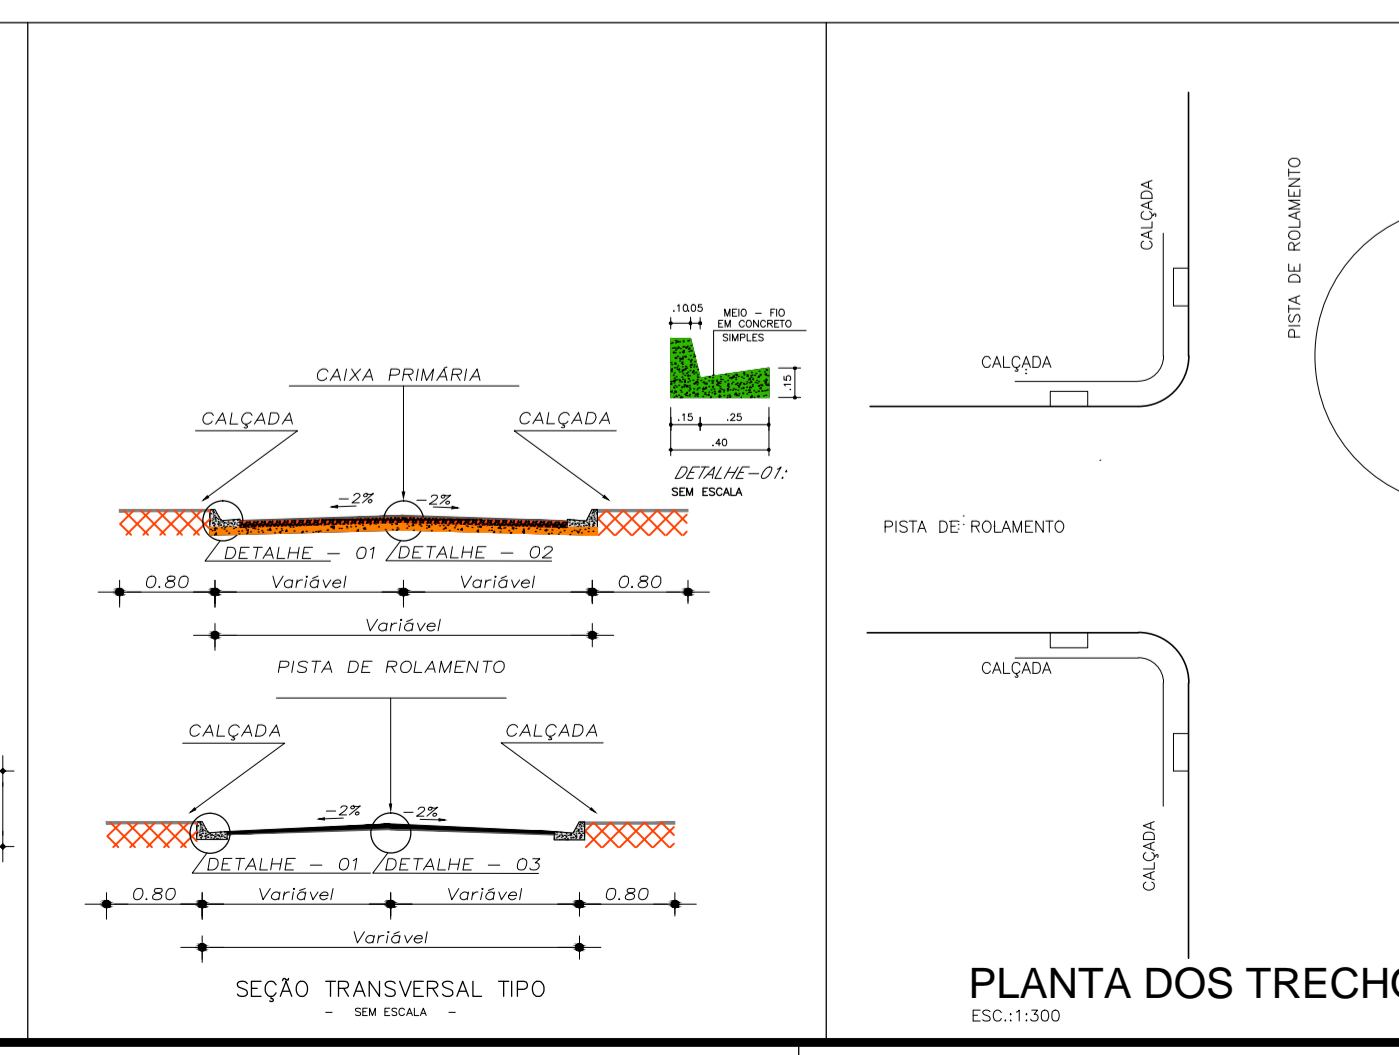 .10.05
MEIO - FIO
EM CONCRETO
SIMPLES
.15
.15 .25
.40
DETALHE-01:
SEM ESCALA
CAIXA PRIMÁRIA
CALÇADA CALÇADA
-2% -2%
DETALHE - 01 DETALHE - 02
0.80 Variável Variável 0.80
Variável
PISTA DE ROLAMENTO
CALÇADA CALÇADA
-2% -2%
DETALHE - 01 DETALHE - 03
0.80 Variável Variável 0.80
Variável
SEÇÃO TRANSVERSAL TIPO
- SEM ESCALA -
CALÇADA
PISTA DE ROLAMENTO
CALÇADA
PISTA DE ROLAMENTO
CALÇADA
CALÇADA
PLANTA DOS TRECHO
ESC.:1:300